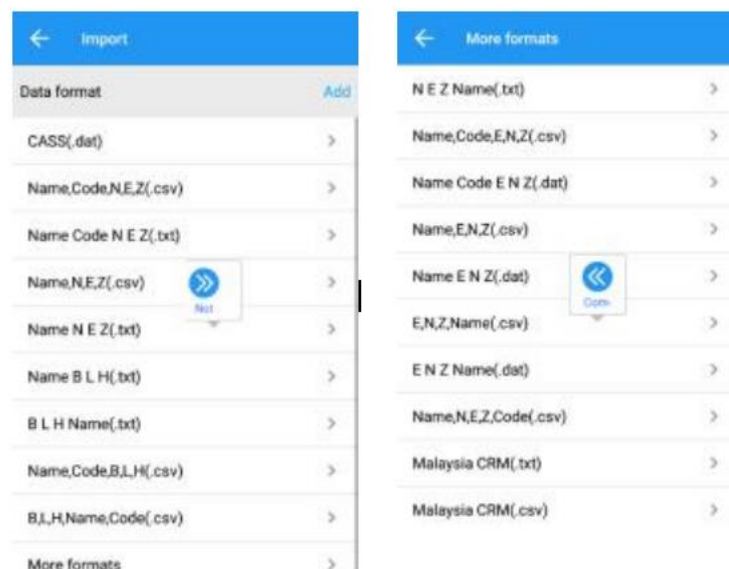 Import
Data format Add
CASS(.dat)
Name,Code,N,E,Z(.csv)
Name Code N E Z(.txt)
Name,N,E,Z(.csv)
Not
Name N E Z(.txt)
Name B L H(.txt)
B L H Name(.txt)
Name,Code,B,L,H(.csv)
B,L,H,Name,Code(.csv)
More formats
More formats
N E Z Name(.txt)
Name,Code,E,N,Z(.csv)
Name Code E N Z(.dat)
Name,E,N,Z(.csv)
Name E N Z(.dat)
Com-
E,N,Z,Name(.csv)
E N Z Name(.dat)
Name,N,E,Z,Code(.csv)
Malaysia CRM(.txt)
Malaysia CRM(.csv)